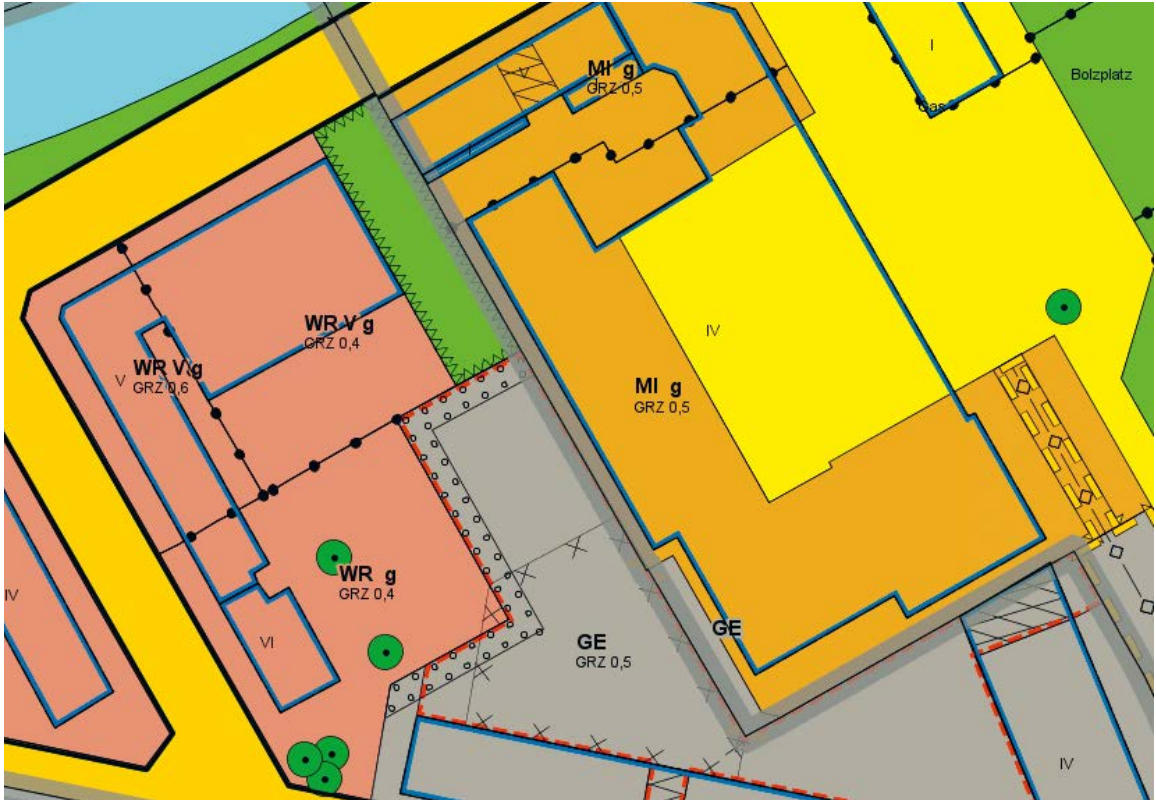 I
V
MI g
GRZ 0,5
Bolzplatz
Gas
I
WR V g
GRZ 0,4
IV
V
WR V g
GRZ 0,6
MI g
GRZ 0,5
WR g
GRZ 0,4
IV
VI
GE
GE
GRZ 0,5
IV